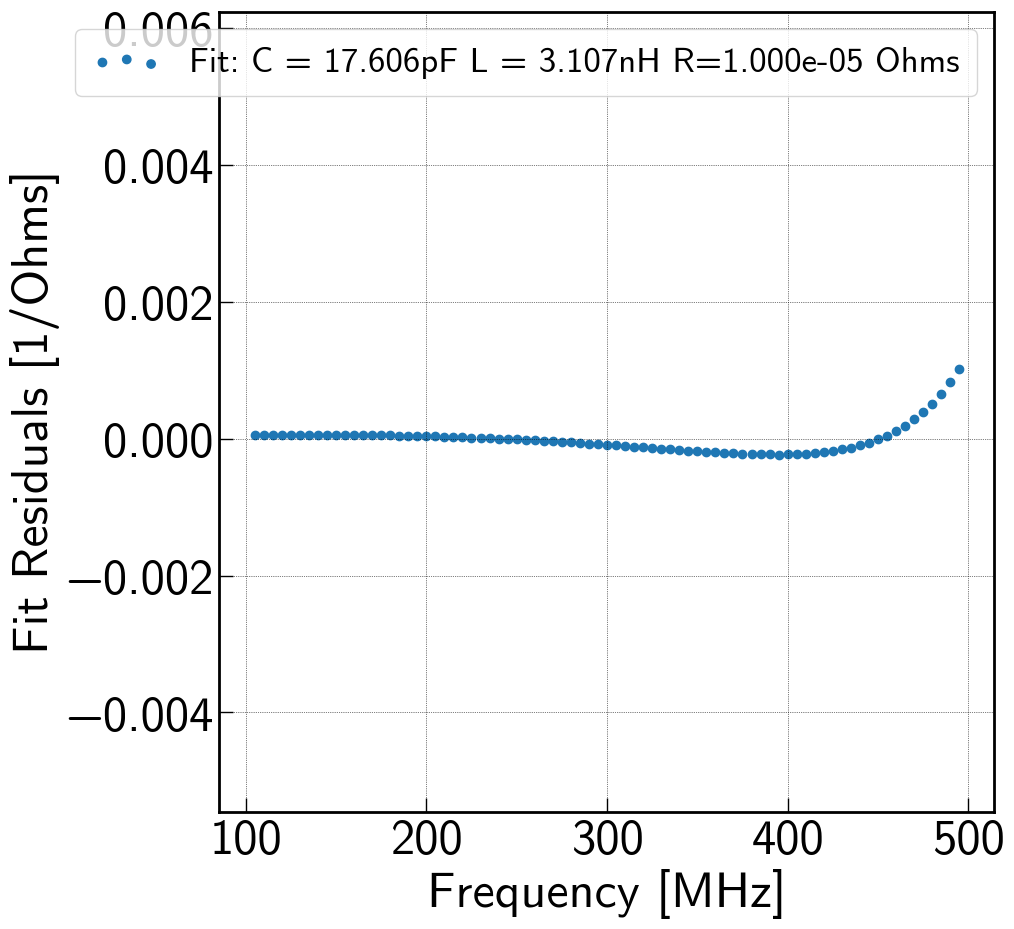 0.006
Fit: C = 17.606pF L = 3.107nH R=1.000e-05 Ohms
0.004
0.002
0.000
−0.002
−0.004
Fit Residuals [1/Ohms]
100 200 300 400 500
Frequency [MHz]